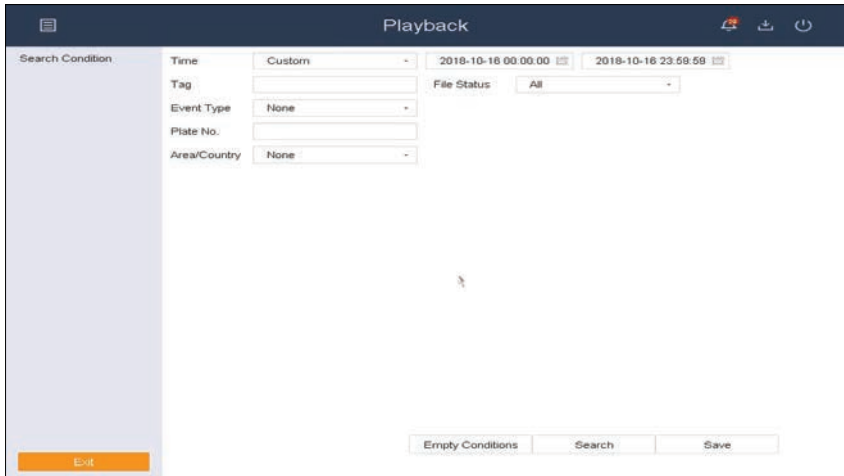 Playback
Search Condition
Time Custom 2018-10-16 00:00:00 2018-10-16 23:59:59
Tag File Status All
Event Type None
Plate No.
Area/Country None
Empty Conditions Search Save
Exit